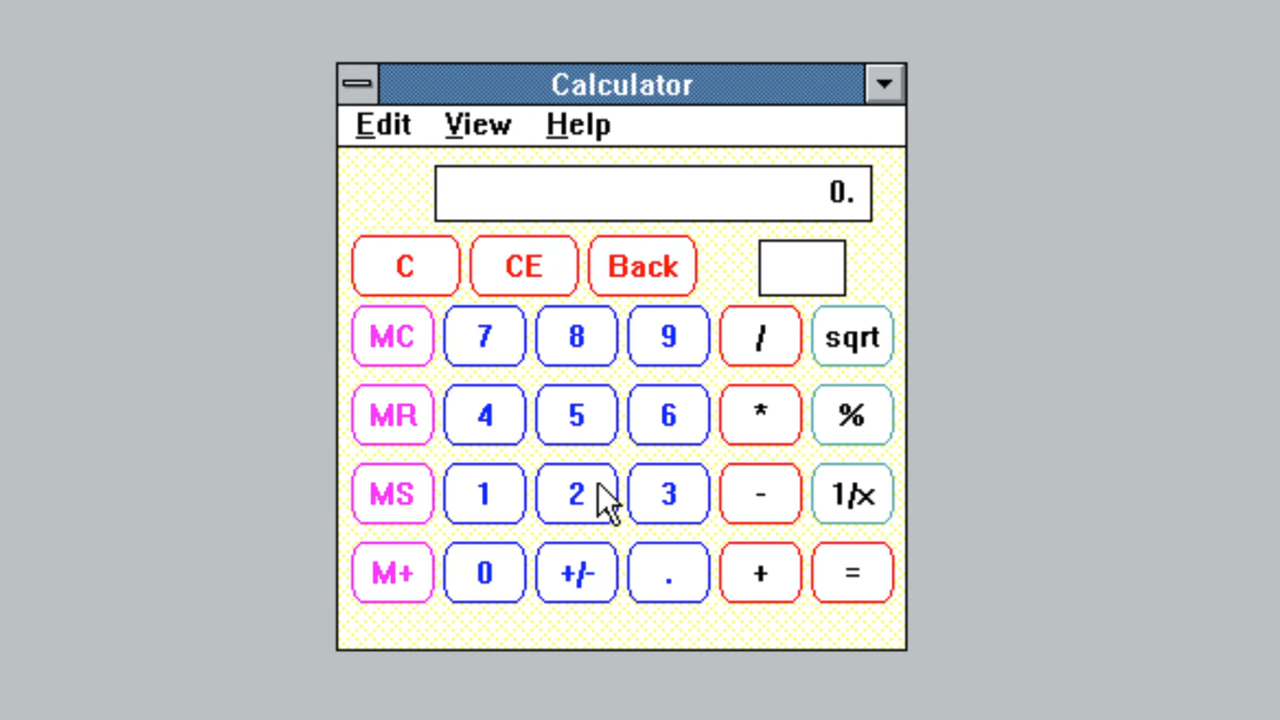 Calculator
Edit View Help
0.
C CE Back
MC 7 8 9 / sqrt
MR 4 5 6 * %
MS 1 2 3 - 1/x
M+ 0 +/- . + =